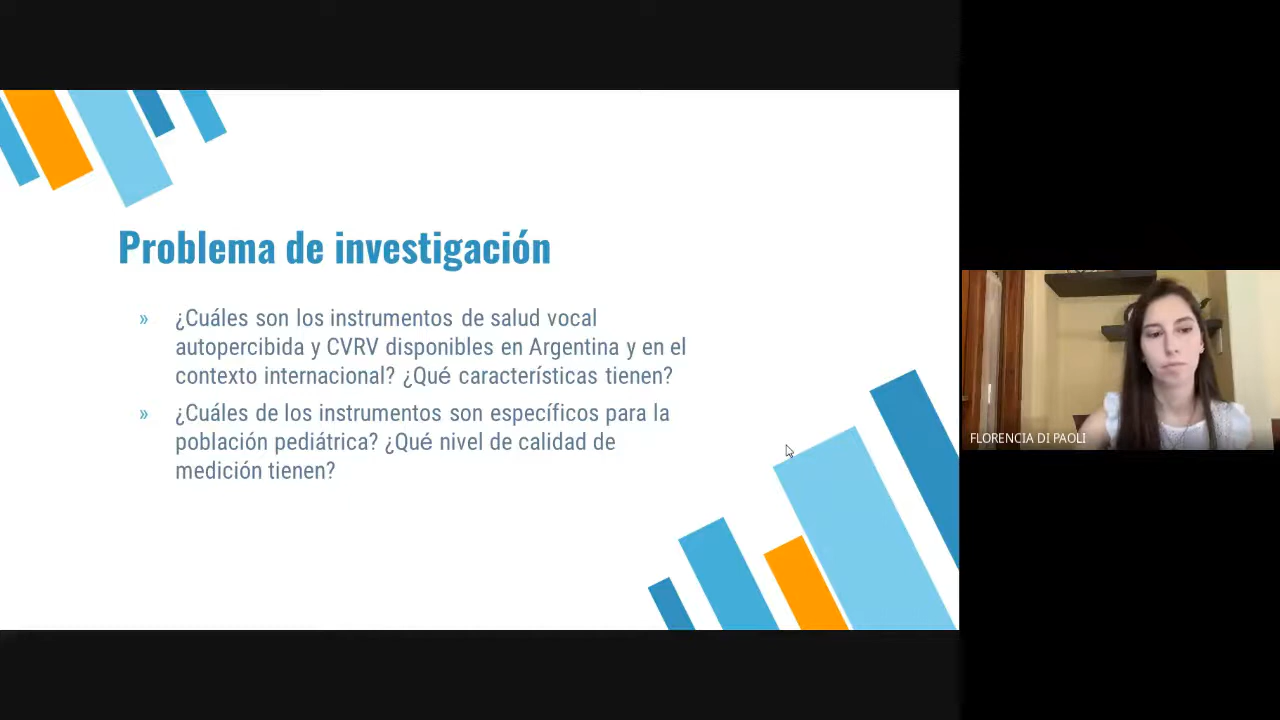 Problema de investigación
» ¿Cuáles son los instrumentos de salud vocal
autopercibida y CVRV disponibles en Argentina y en el
contexto internacional? ¿Qué características tienen?
» ¿Cuáles de los instrumentos son específicos para la
población pediátrica? ¿Qué nivel de calidad de
medición tienen?
FLORENCIA DI PAOLI